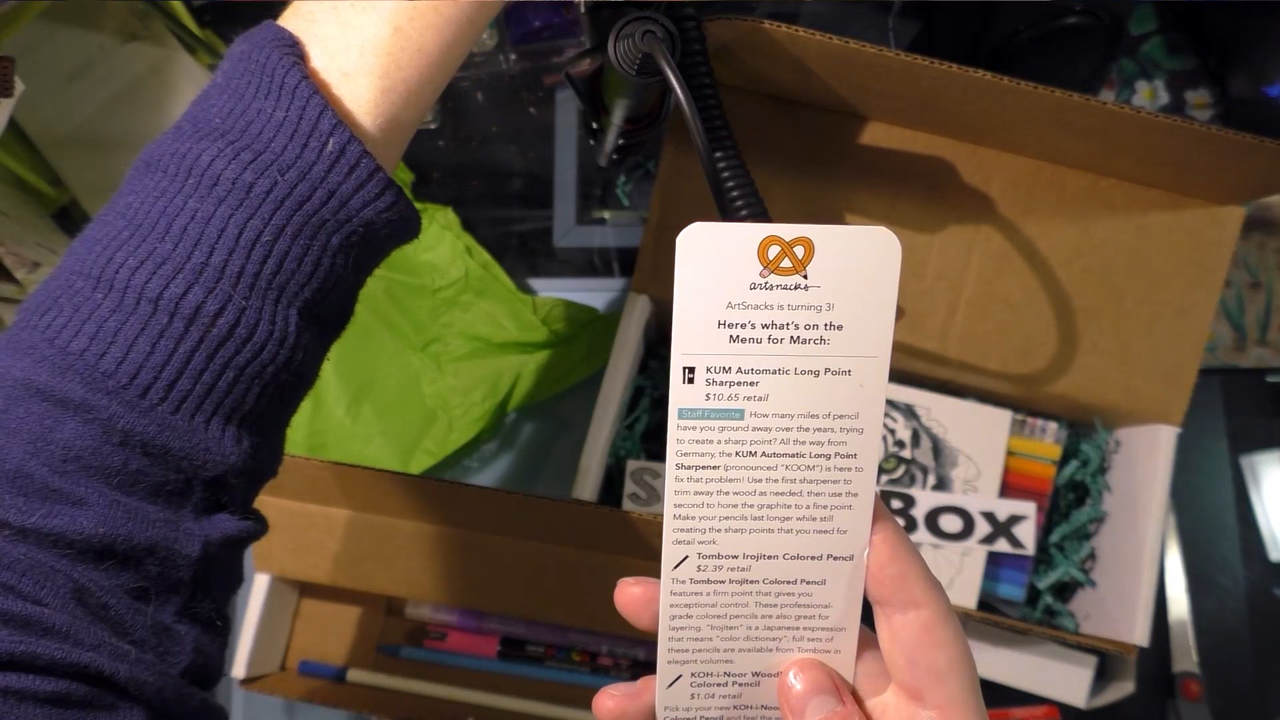 artsnacks
ArtSnacks is turning 3!
Here's what's on the
Menu for March:
KUM Automatic Long Point
Sharpener
$10.65 retail
Staff Favorite How many miles of pencil
have you ground away over the years, trying
to create a sharp point? All the way from
Germany, the KUM Automatic Long Point
Sharpener (pronounced "KOOM") is here to
fix that problem! Use the first sharpener to
trim away the wood as needed, then use the
second to hone the graphite to a fine point.
Make your pencils last longer while still
creating the sharp points that you need for
detail work.
Tombow Irojiten Colored Pencil
$2.39 retail
The Tombow Irojiten Colored Pencil
features a firm point that gives you
exceptional control. These professional-
grade colored pencils are also great for
layering. "Irojiten" is a Japanese expression
that means "color dictionary"; full sets of
these pencils are available from Tombow in
elegant volumes.
KOH-i-Noor
Colored Pencil
$1.04 retail
Pick up your new KOH-i-Noor
Colored Pencil and feel the
S
BOX